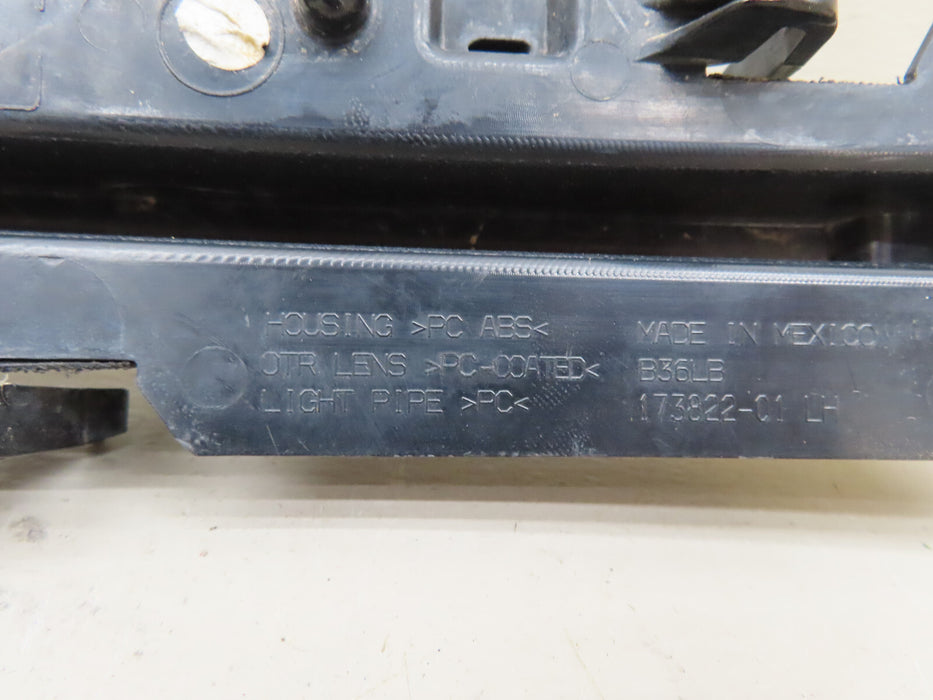 HOUSING >PC ABS<
OTR LENS >PC-COATED<
LIGHT PIPE >PC<
MADE IN MEXICO
B36LB
173822-01 LH